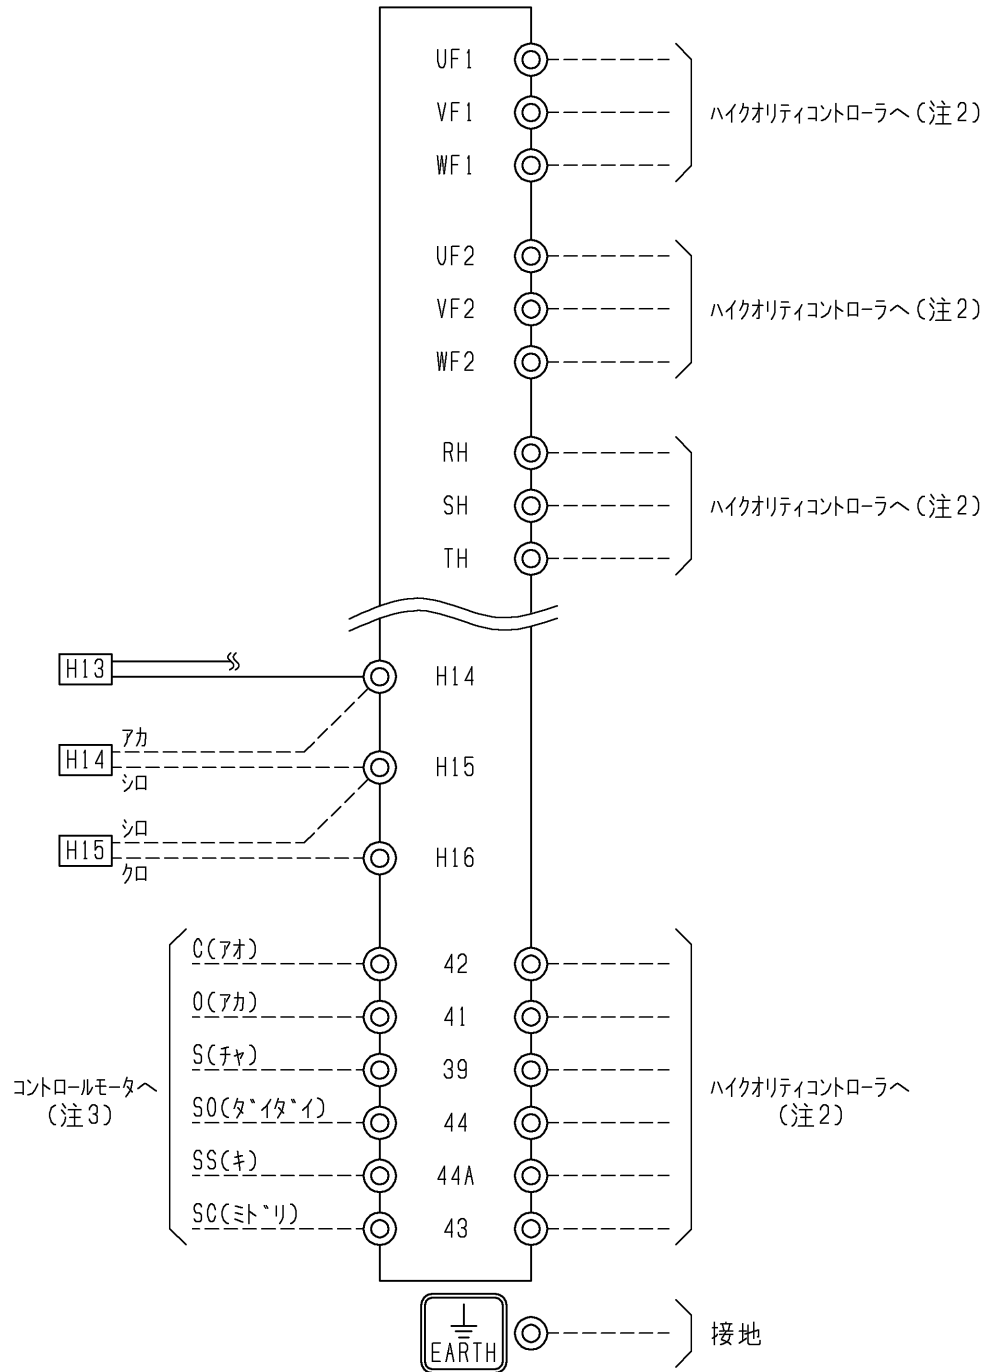 UF1
VF1
WF1
ハイクオリティコントローラへ(注2)
UF2
VF2
WF2
ハイクオリティコントローラへ(注2)
RH
SH
TH
ハイクオリティコントローラへ(注2)
H13
H14
H14
アカ
シロ
H15
H15
シロ
クロ
H16
コントロールモータへ
(注3)
C(アオ)
O(アカ)
S(チャ)
SO(ダイダイ)
SS(キ)
SC(ミドリ)
42
41
39
44
44A
43
ハイクオリティコントローラへ
(注2)
EARTH
接地